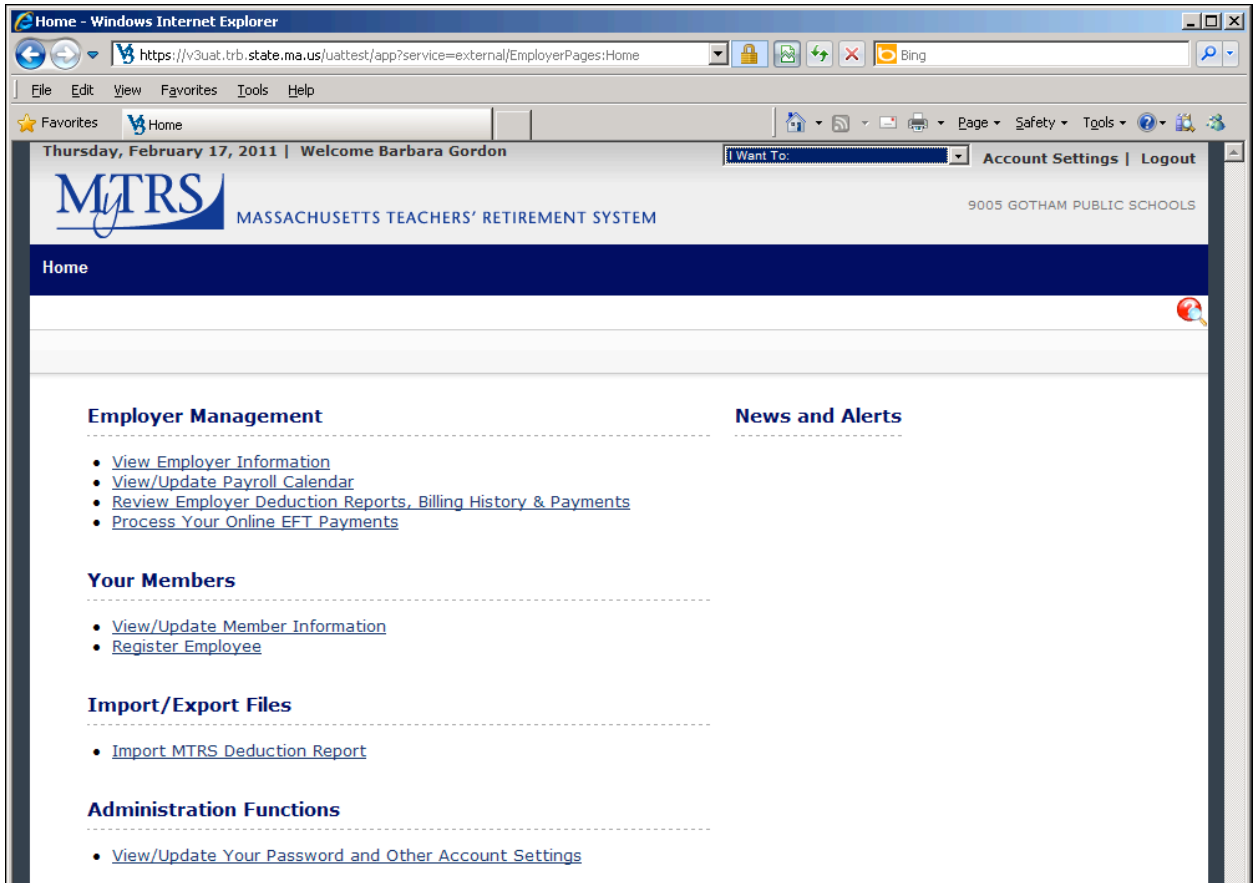 Home - Windows Internet Explorer
https://v3uat.trb.state.ma.us/uattest/app?service=external/EmployerPages:Home
Bing
File Edit View Favorites Tools Help
Favorites Home Page Safety Tools
Thursday, February 17, 2011 | Welcome Barbara Gordon I Want To: Account Settings | Logout
MyTRS MASSACHUSETTS TEACHERS' RETIREMENT SYSTEM 9005 GOTHAM PUBLIC SCHOOLS
Home
Employer Management
News and Alerts
• View Employer Information
• View/Update Payroll Calendar
• Review Employer Deduction Reports, Billing History & Payments
• Process Your Online EFT Payments
Your Members
• View/Update Member Information
• Register Employee
Import/Export Files
• Import MTRS Deduction Report
Administration Functions
• View/Update Your Password and Other Account Settings